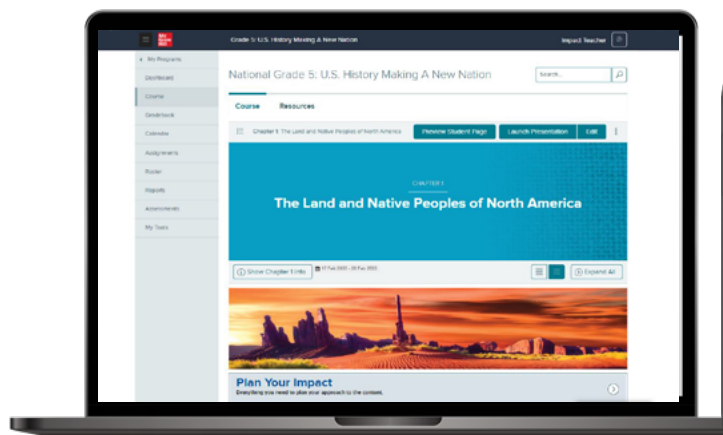 Mc Graw Hill
Grade 5: U.S. History Making A New Nation
Impact Teacher
My Programs
Dashboard
Course
Gradebook
Calendar
Assignments
Roster
Reports
Assessments
My Tools
National Grade 5: U.S. History Making A New Nation
Search...
Course Resources
Chapter 1: The Land and Native Peoples of North America
Preview Student Page
Launch Presentation
Edit
CHAPTER 1
The Land and Native Peoples of North America
Show Chapter 1 Info
Expand All
Plan Your Impact
Everything you need to plan your approach to the content.